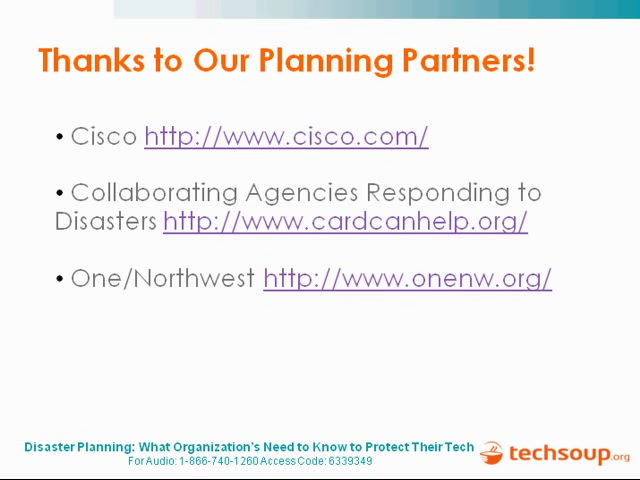 Thanks to Our Planning Partners!
• Cisco http://www.cisco.com/
• Collaborating Agencies Responding to
Disasters http://www.cardcanhelp.org/
• One/Northwest http://www.onenw.org/
Disaster Planning: What Organization's Need to Know to Protect Their Tech
For Audio: 1-866-740-1260 Access Code: 6339349
techsoup.org